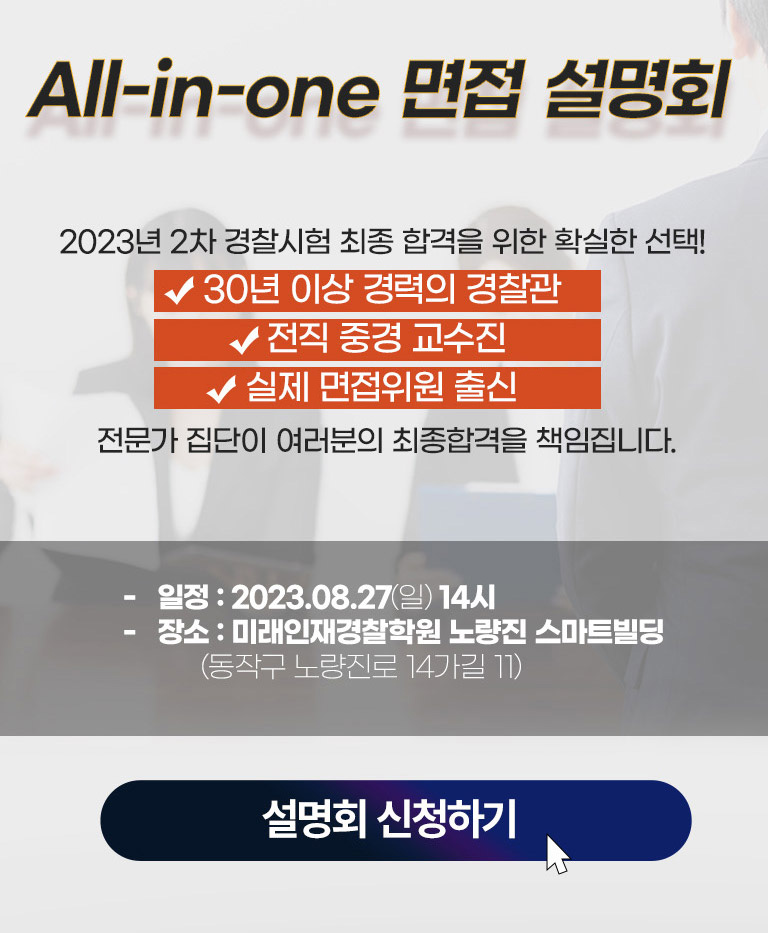 All-in-one 면접 설명회
2023년 2차 경찰시험 최종 합격을 위한 확실한 선택!
30년 이상 경력의 경찰관
전직 중경 교수진
실제 면접위원 출신
전문가 집단이 여러분의 최종합격을 책임집니다.
- 일정 : 2023.08.27(일) 14시
- 장소 : 미래인재경찰학원 노량진 스마트빌딩
(동작구 노량진로 14가길 11)
설명회 신청하기